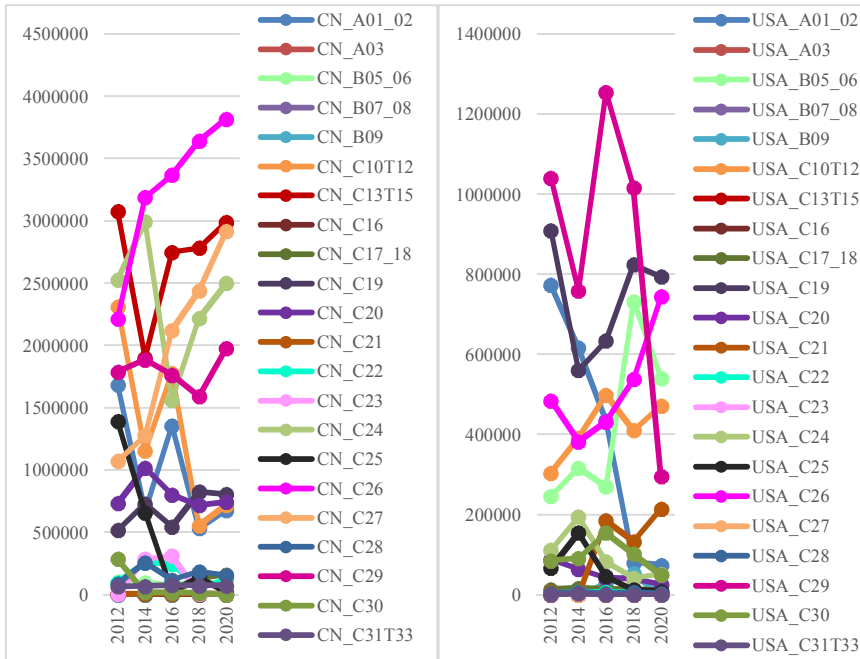 4500000
4000000
3500000
3000000
2500000
2000000
1500000
1000000
500000
0
2012
2014
2016
2018
2020
CN_A01_02
CN_A03
CN_B05_06
CN_B07_08
CN_B09
CN_C10T12
CN_C13T15
CN_C16
CN_C17_18
CN_C19
CN_C20
CN_C21
CN_C22
CN_C23
CN_C24
CN_C25
CN_C26
CN_C27
CN_C28
CN_C29
CN_C30
CN_C31T33
1400000
1200000
1000000
800000
600000
400000
200000
0
2012
2014
2016
2018
2020
USA_A01_02
USA_A03
USA_B05_06
USA_B07_08
USA_B09
USA_C10T12
USA_C13T15
USA_C16
USA_C17_18
USA_C19
USA_C20
USA_C21
USA_C22
USA_C23
USA_C24
USA_C25
USA_C26
USA_C27
USA_C28
USA_C29
USA_C30
USA_C31T33